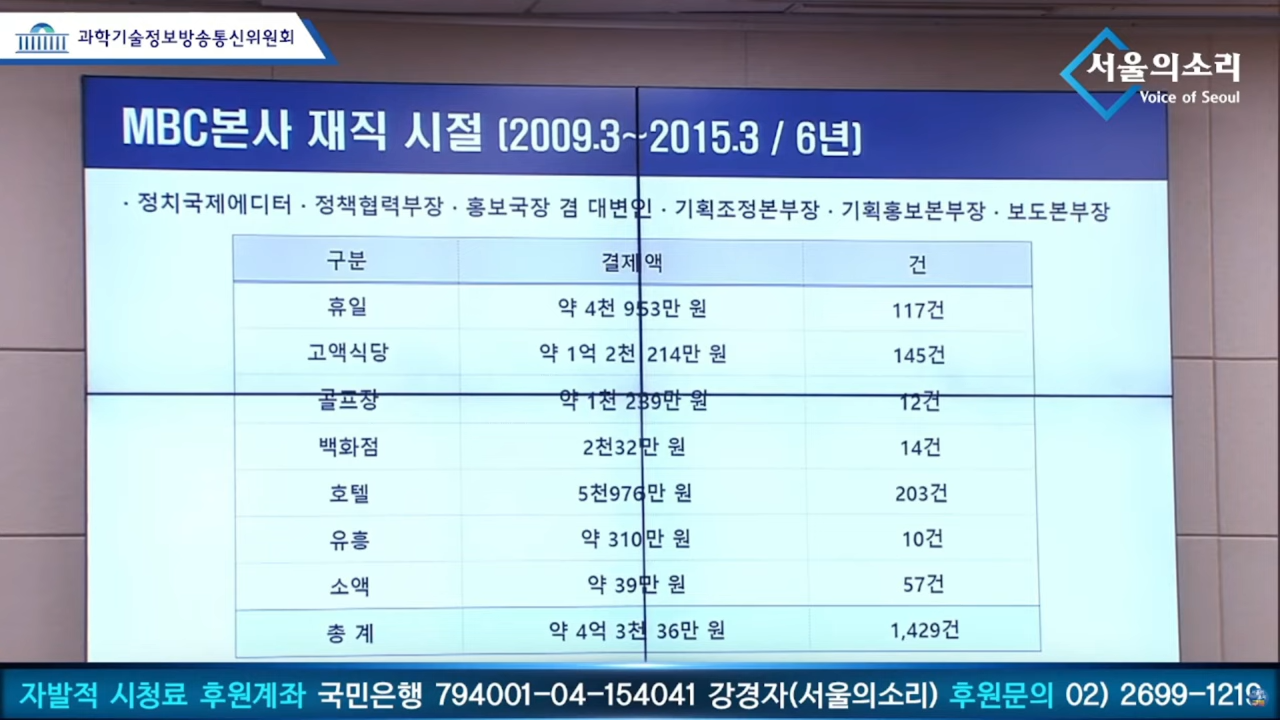 과학기술정보방송통신위원회
서울의소리
Voice of Seoul
MBC본사 재직 시절 (2009.3~2015.3 / 6년)
· 정치국제에디터 · 정책협력부장 · 홍보국장 겸 대변인 · 기획조정본부장 · 기획홍보본부장 · 보도본부장
구분 결제액 건
휴일 약 4천 953만 원 117건
고액식당 약 1억 2천 214만 원 145건
골프장 약 1천 239만 원 12건
백화점 2천32만 원 14건
호텔 5천976만 원 203건
유흥 약 310만 원 10건
소액 약 39만 원 57건
총 계 약 4억 3천 36만 원 1,429건
자발적 시청료 후원계좌 국민은행 794001-04-154041 강경자(서울의소리) 후원문의 02) 2699-1219